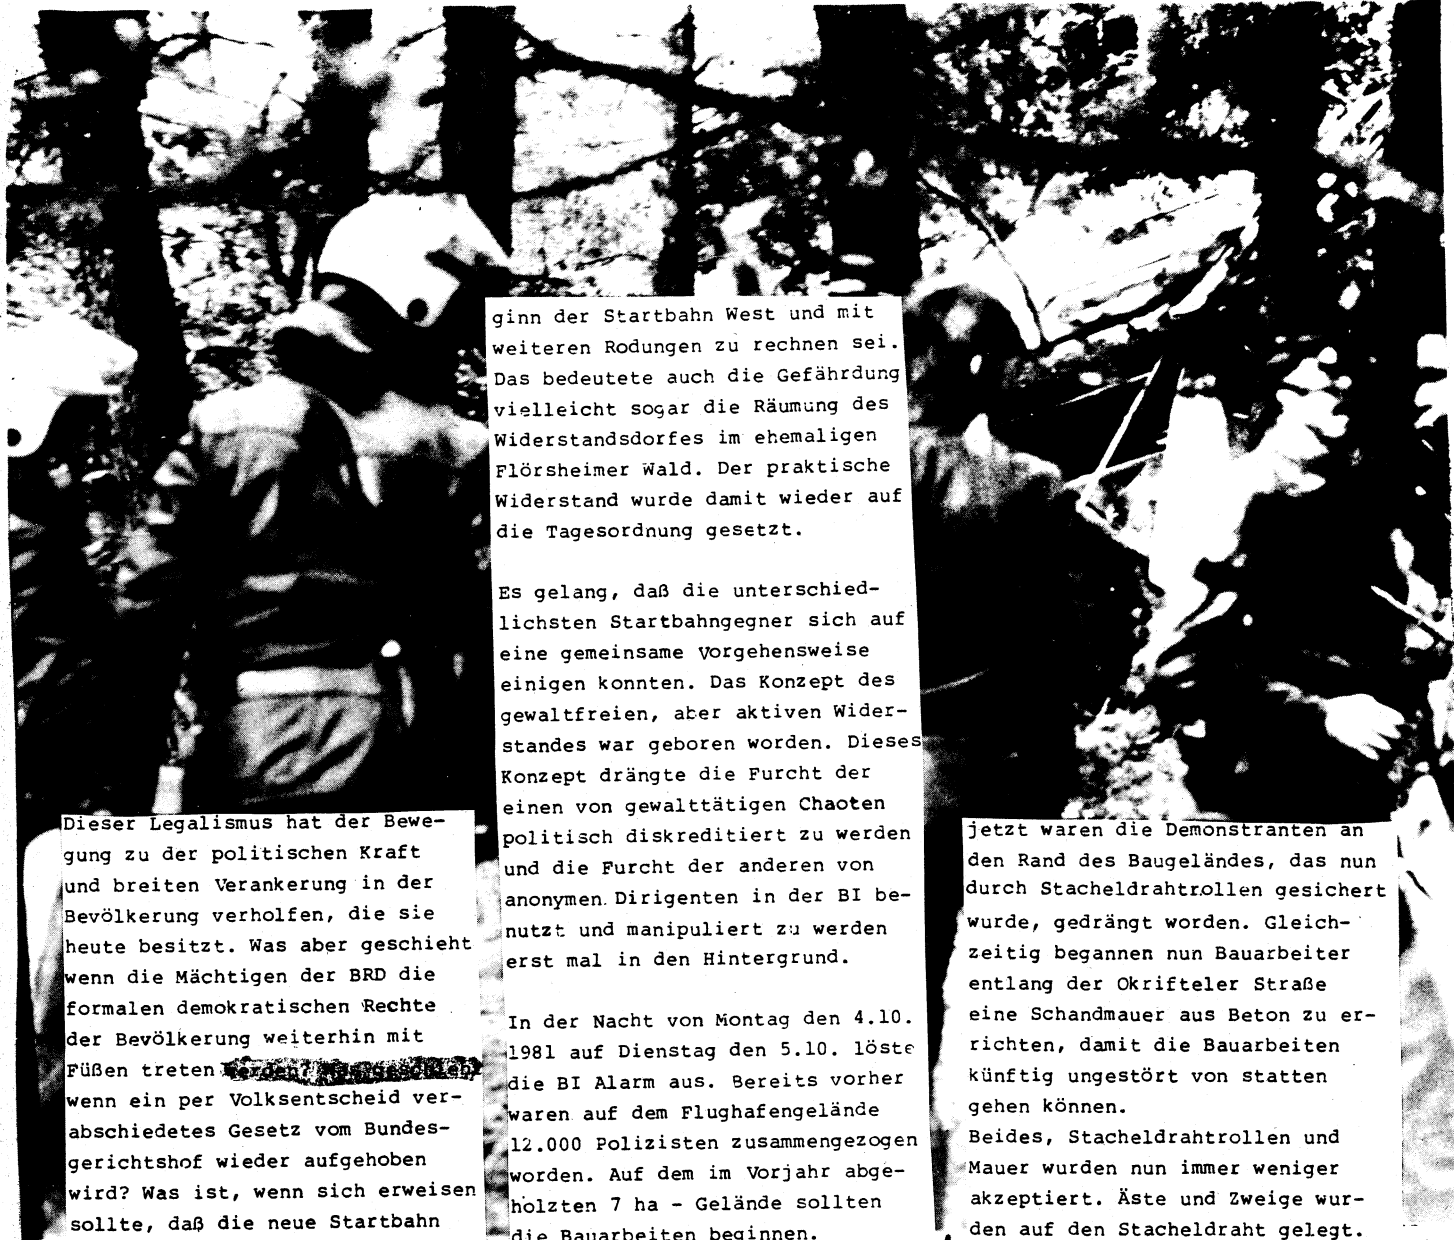 Dieser Legalismus hat der Bewe-
gung zu der politischen Kraft
und breiten Verankerung in der
Bevölkerung verholfen, die sie
heute besitzt. Was aber geschieht
wenn die Mächtigen der BRD die
formalen demokratischen Rechte
der Bevölkerung weiterhin mit
Füßen treten werden? Was geschieht
wenn ein per Volksentscheid ver-
abschiedetes Gesetz vom Bundes-
gerichtshof wieder aufgehoben
wird? Was ist, wenn sich erweisen
sollte, daß die neue Startbahn
ginn der Startbahn West und mit
weiteren Rodungen zu rechnen sei.
Das bedeutete auch die Gefährdung
vielleicht sogar die Räumung des
Widerstandsdorfes im ehemaligen
Flörsheimer Wald. Der praktische
Widerstand wurde damit wieder auf
die Tagesordnung gesetzt.
Es gelang, daß die unterschied-
lichsten Startbahngegner sich auf
eine gemeinsame Vorgehensweise
einigen konnten. Das Konzept des
gewaltfreien, aber aktiven Wider-
standes war geboren worden. Dieses
Konzept drängte die Furcht der
einen von gewalttätigen Chaoten
politisch diskreditiert zu werden
und die Furcht der anderen von
anonymen Dirigenten in der BI be-
nutzt und manipuliert zu werden
erst mal in den Hintergrund.
In der Nacht von Montag den 4.10.
1981 auf Dienstag den 5.10. löste
die BI Alarm aus. Bereits vorher
waren auf dem Flughafengelände
12.000 Polizisten zusammengezogen
worden. Auf dem im Vorjahr abge-
holzten 7 ha - Gelände sollten
die Bauarbeiten beginnen.
jetzt waren die Demonstranten an
den Rand des Baugeländes, das nun
durch Stacheldrahtrollen gesichert
wurde, gedrängt worden. Gleich-
zeitig begannen nun Bauarbeiter
entlang der Okrifteler Straße
eine Schandmauer aus Beton zu er-
richten, damit die Bauarbeiten
künftig ungestört von statten
gehen können.
Beides, Stacheldrahtrollen und
Mauer wurden nun immer weniger
akzeptiert. Äste und Zweige wur-
den auf den Stacheldraht gelegt.